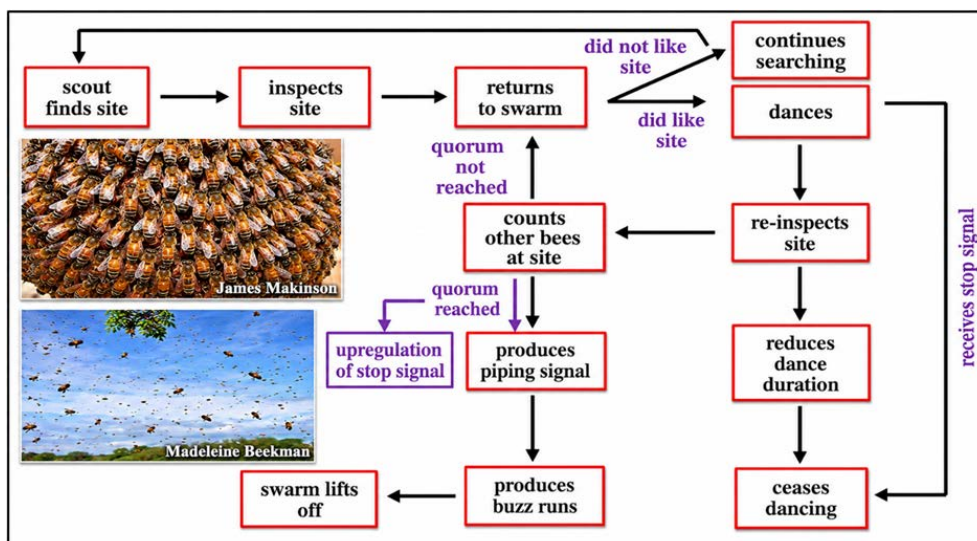 did not like
site
continues
searching
scout
finds site
inspects
site
returns
to swarm
did like
site
dances
quorum
not
reached
counts
other bees
at site
re-inspects
site
receives stop signal
James Makinson
quorum
reached
upregulation
of stop signal
produces
piping signal
reduces
dance
duration
Madeleine Beekman
swarm lifts
off
produces
buzz runs
ceases
dancing